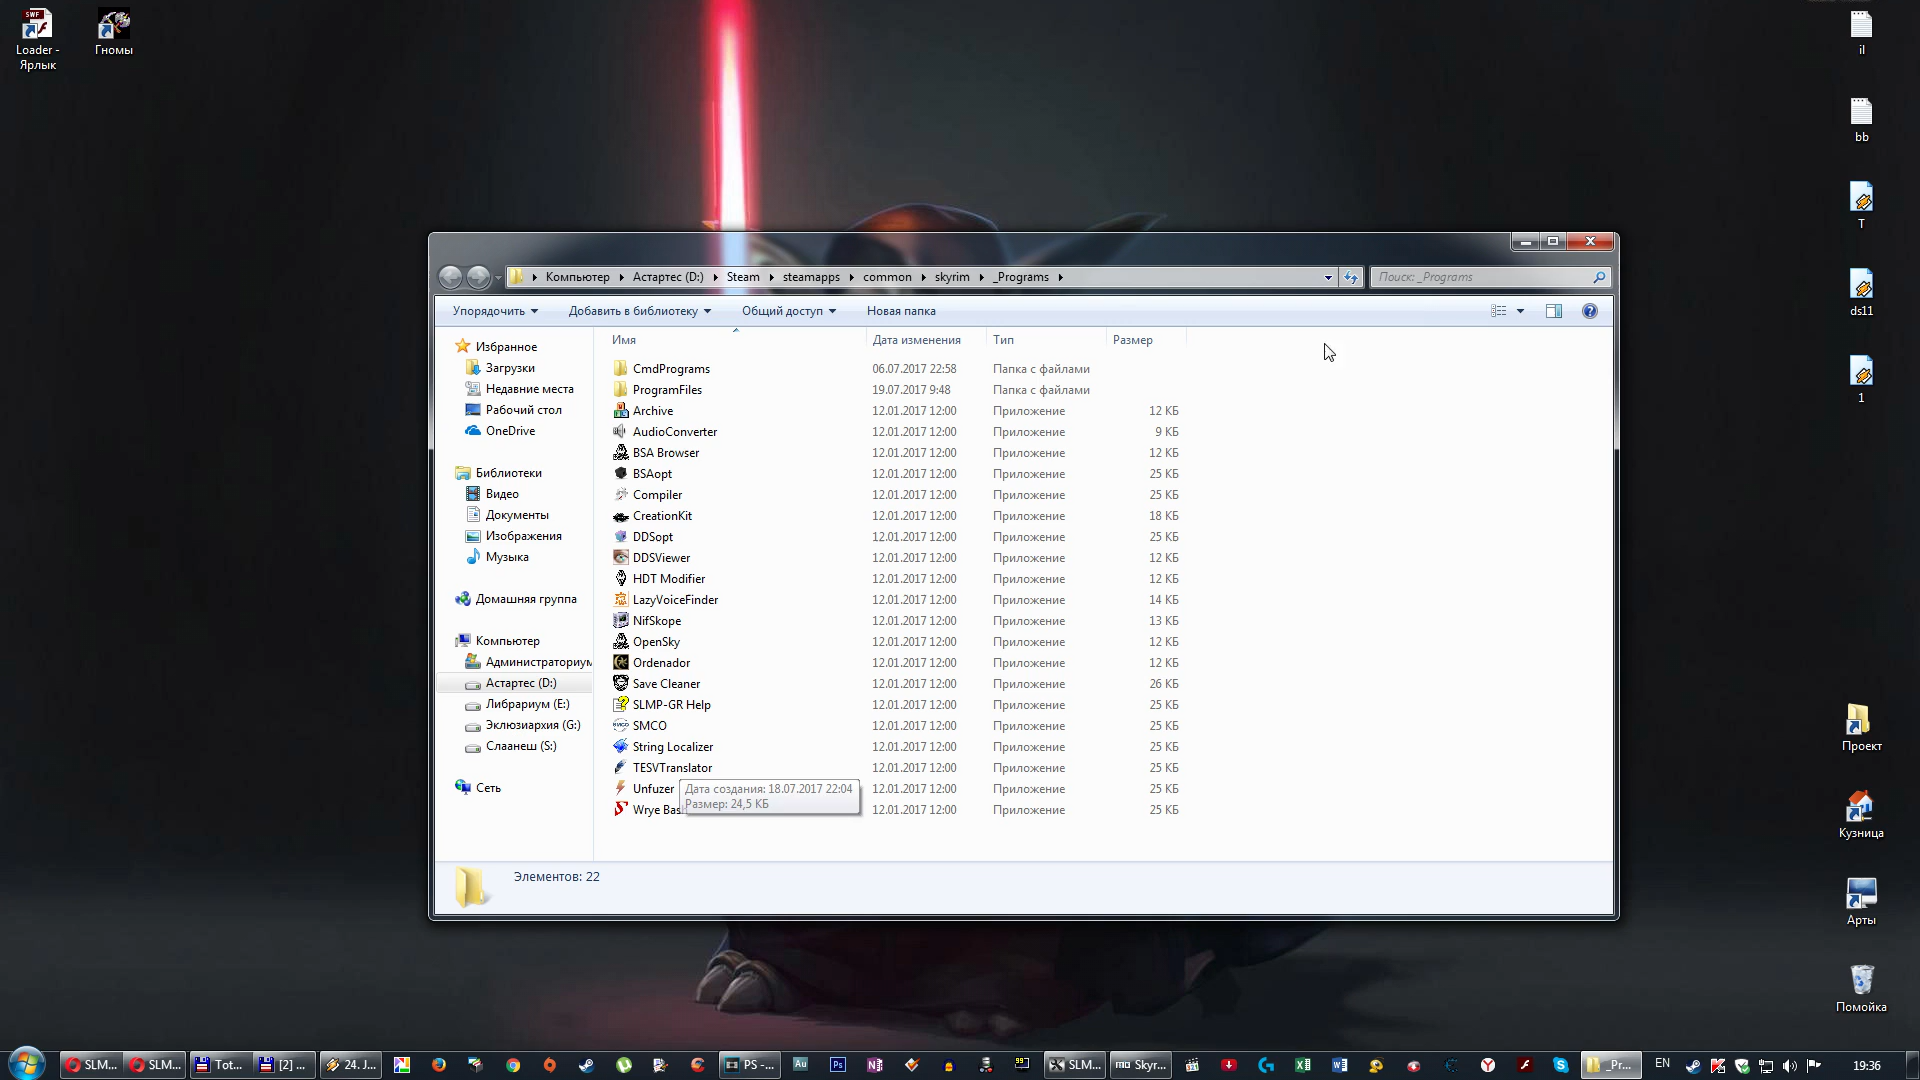 SWF
Loader -
Ярлык
Гномы
il
bb
T
ds11
1
Проект
Кузница
Арты
Помойка
Компьютер
Астартес (D:)
Steam
steamapps
common
skyrim
_Programs
Поиск: _Programs
Упорядочить
Добавить в библиотеку
Общий доступ
Новая папка
Избранное
Загрузки
Недавние места
Рабочий стол
OneDrive
Библиотеки
Видео
Документы
Изображения
Музыка
Домашняя группа
Компьютер
Администраториум
Астартес (D:)
Либрариум (E:)
Эклюзиархия (G:)
Слаанеш (S:)
Сеть
Имя Дата изменения Тип Размер
CmdPrograms 06.07.2017 22:58 Папка с файлами
ProgramFiles 19.07.2017 9:48 Папка с файлами
Archive 12.01.2017 12:00 Приложение 12 КБ
AudioConverter 12.01.2017 12:00 Приложение 9 КБ
BSA Browser 12.01.2017 12:00 Приложение 12 КБ
BSAopt 12.01.2017 12:00 Приложение 25 КБ
Compiler 12.01.2017 12:00 Приложение 25 КБ
CreationKit 12.01.2017 12:00 Приложение 18 КБ
DDSopt 12.01.2017 12:00 Приложение 25 КБ
DDSViewer 12.01.2017 12:00 Приложение 12 КБ
HDT Modifier 12.01.2017 12:00 Приложение 12 КБ
LazyVoiceFinder 12.01.2017 12:00 Приложение 14 КБ
NifSkope 12.01.2017 12:00 Приложение 13 КБ
OpenSky 12.01.2017 12:00 Приложение 12 КБ
Ordenador 12.01.2017 12:00 Приложение 12 КБ
Save Cleaner 12.01.2017 12:00 Приложение 26 КБ
SLMP-GR Help 12.01.2017 12:00 Приложение 25 КБ
SMCO 12.01.2017 12:00 Приложение 25 КБ
String Localizer 12.01.2017 12:00 Приложение 25 КБ
TESVTranslator 12.01.2017 12:00 Приложение 25 КБ
Unfuzer 12.01.2017 12:00 Приложение 25 КБ
Wrye Bas 12.01.2017 12:00 Приложение 25 КБ
Дата создания: 18.07.2017 22:04
Размер: 24,5 КБ
Элементов: 22
SLM... SLM... Tot... [2] ... 24. J... PS -... Au Ps SLM... Skyr... _Pr... EN 19:36